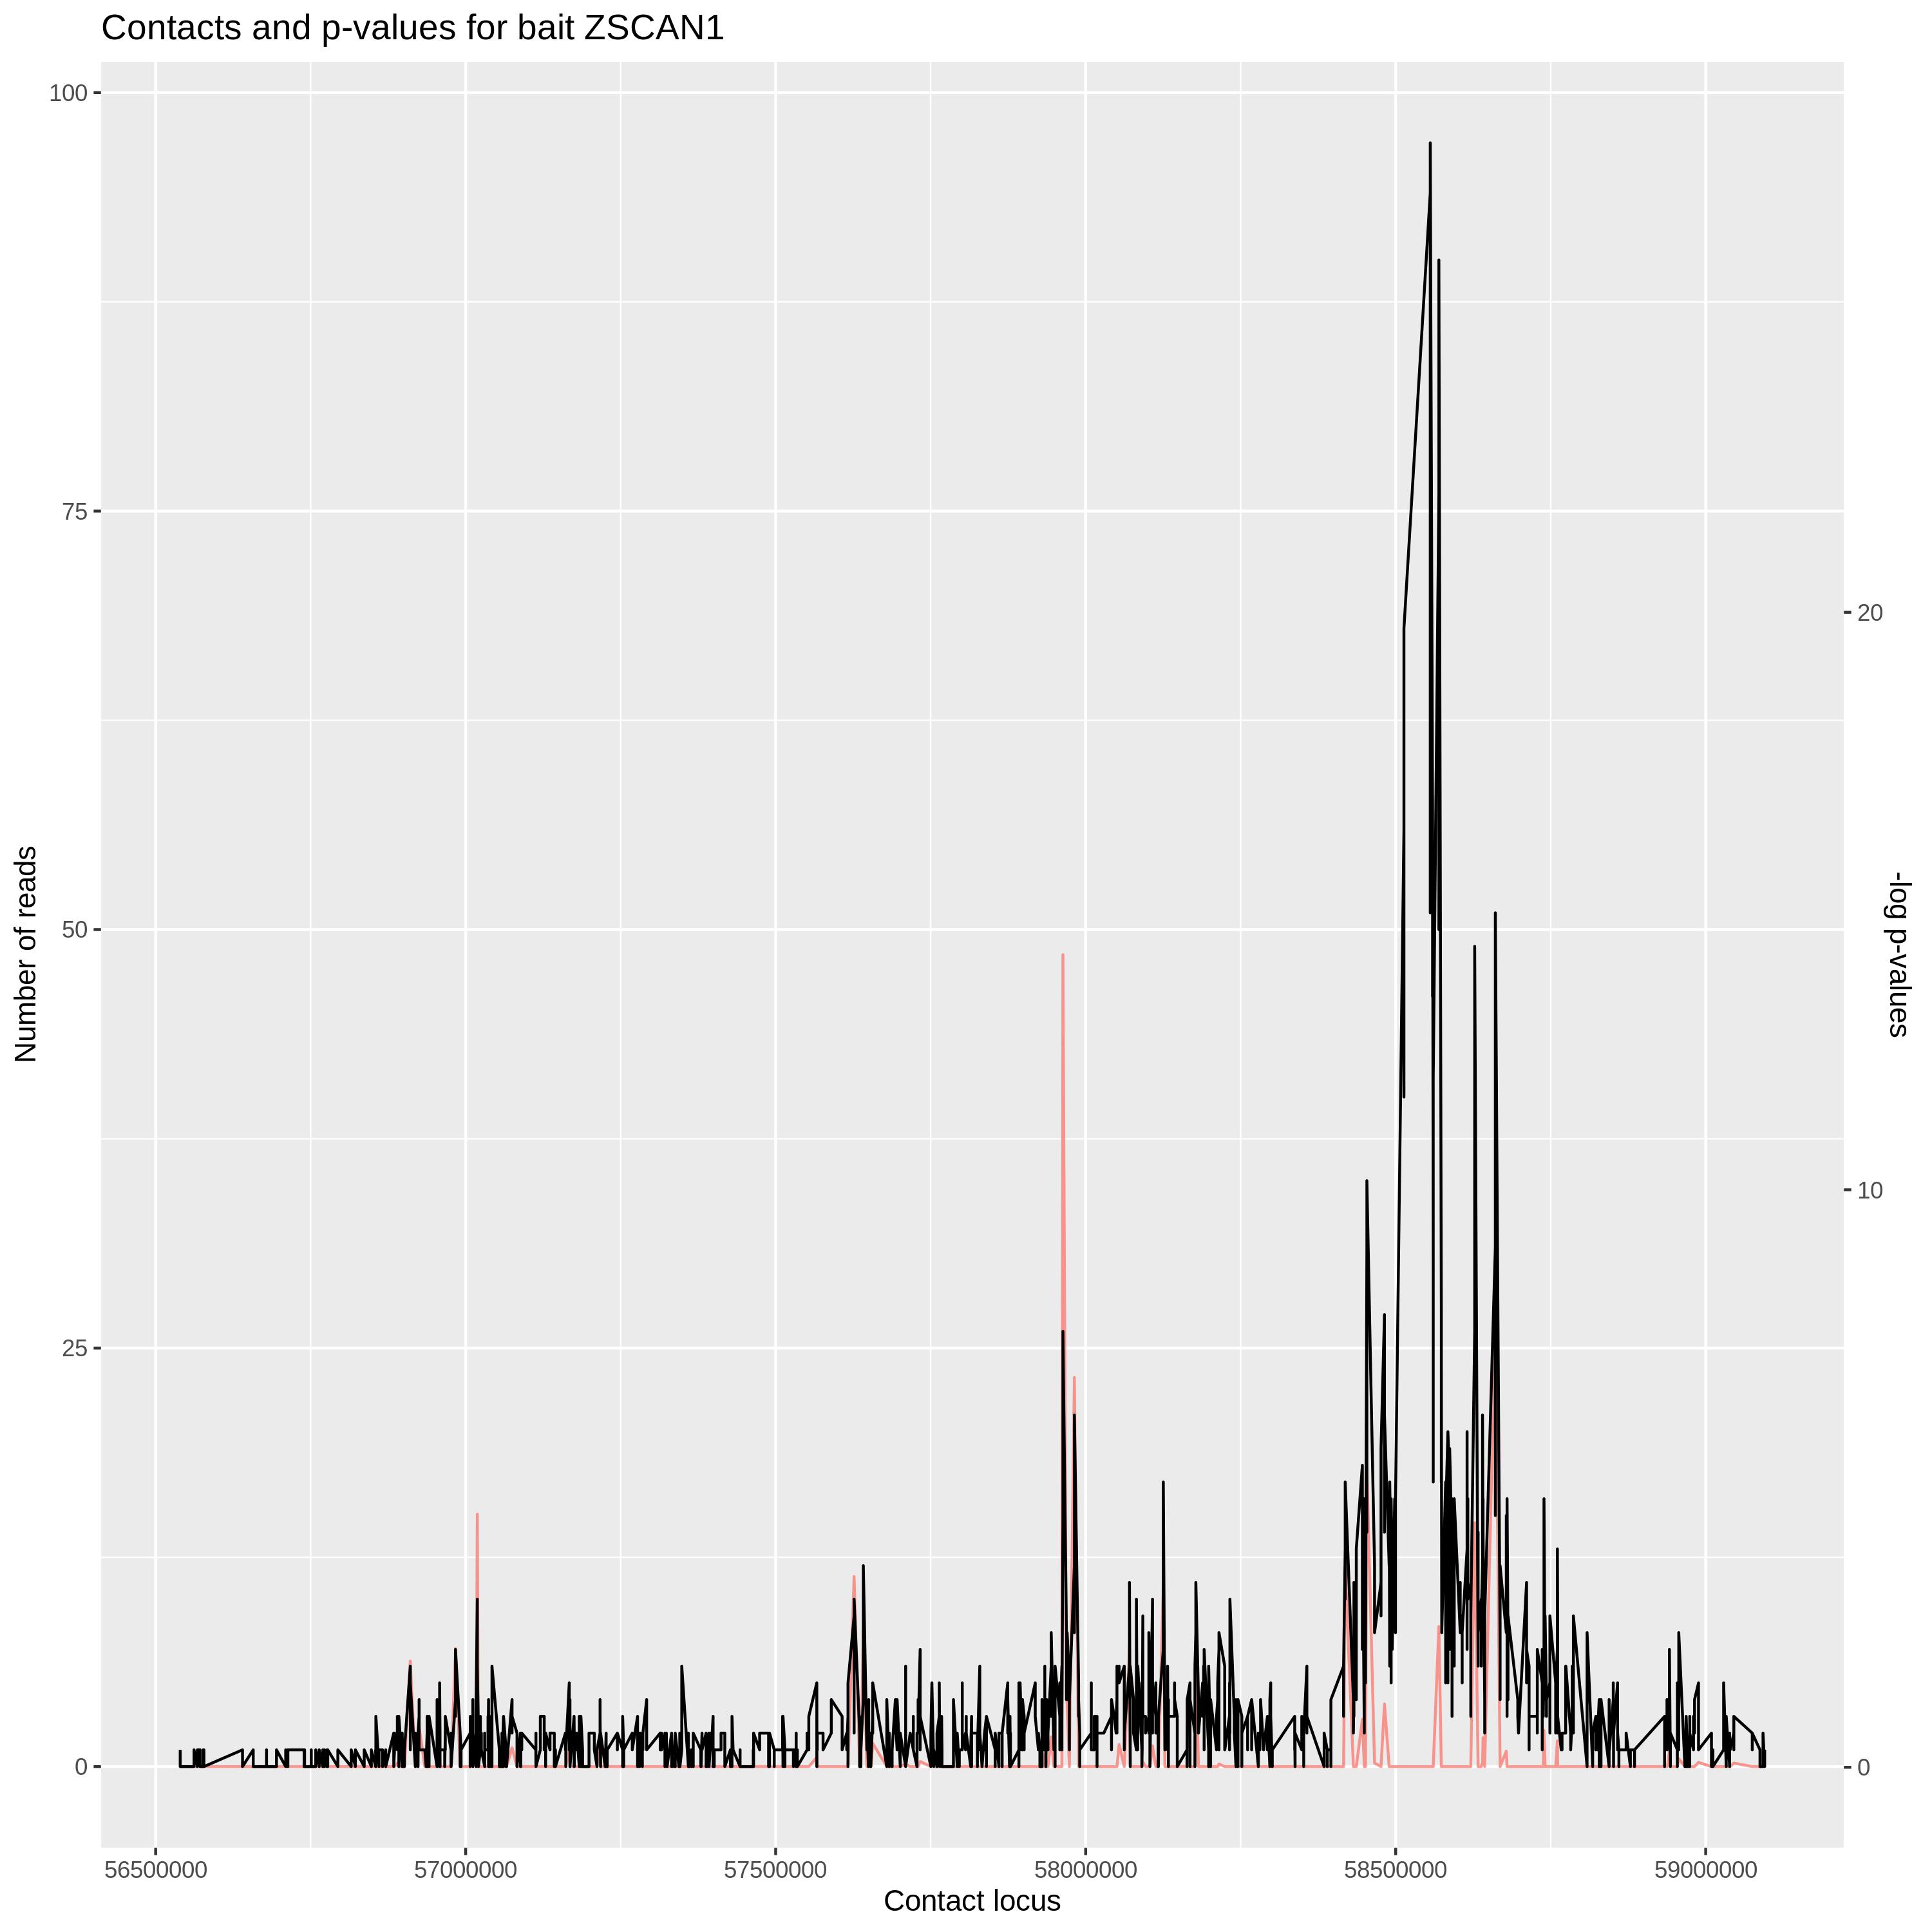 Contacts and p-values for bait ZSCAN1
100
75
50
25
0
Number of reads
20
10
0
-log p-values
56500000 57000000 57500000 58000000 58500000 59000000
Contact locus